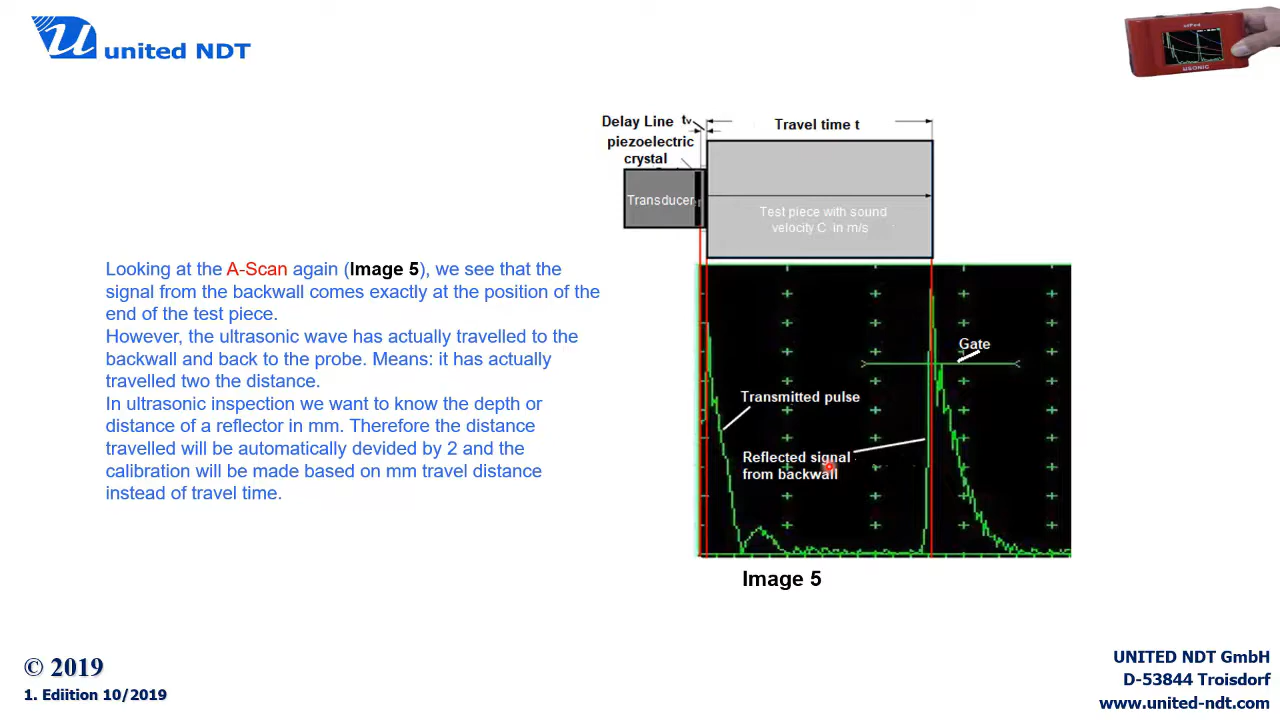 united NDT
UiPad
USONIC
Delay Line tv
Travel time t
piezoelectric
crystal
Transducer
Test piece with sound
velocity C in m/s
Looking at the A-Scan again (Image 5), we see that the
signal from the backwall comes exactly at the position of the
end of the test piece.
However, the ultrasonic wave has actually travelled to the
backwall and back to the probe. Means: it has actually
travelled two the distance.
In ultrasonic inspection we want to know the depth or
distance of a reflector in mm. Therefore the distance
travelled will be automatically devided by 2 and the
calibration will be made based on mm travel distance
instead of travel time.
Gate
Transmitted pulse
Reflected signal
from backwall
Image 5
© 2019
1. Ediition 10/2019
UNITED NDT GmbH
D-53844 Troisdorf
www.united-ndt.com